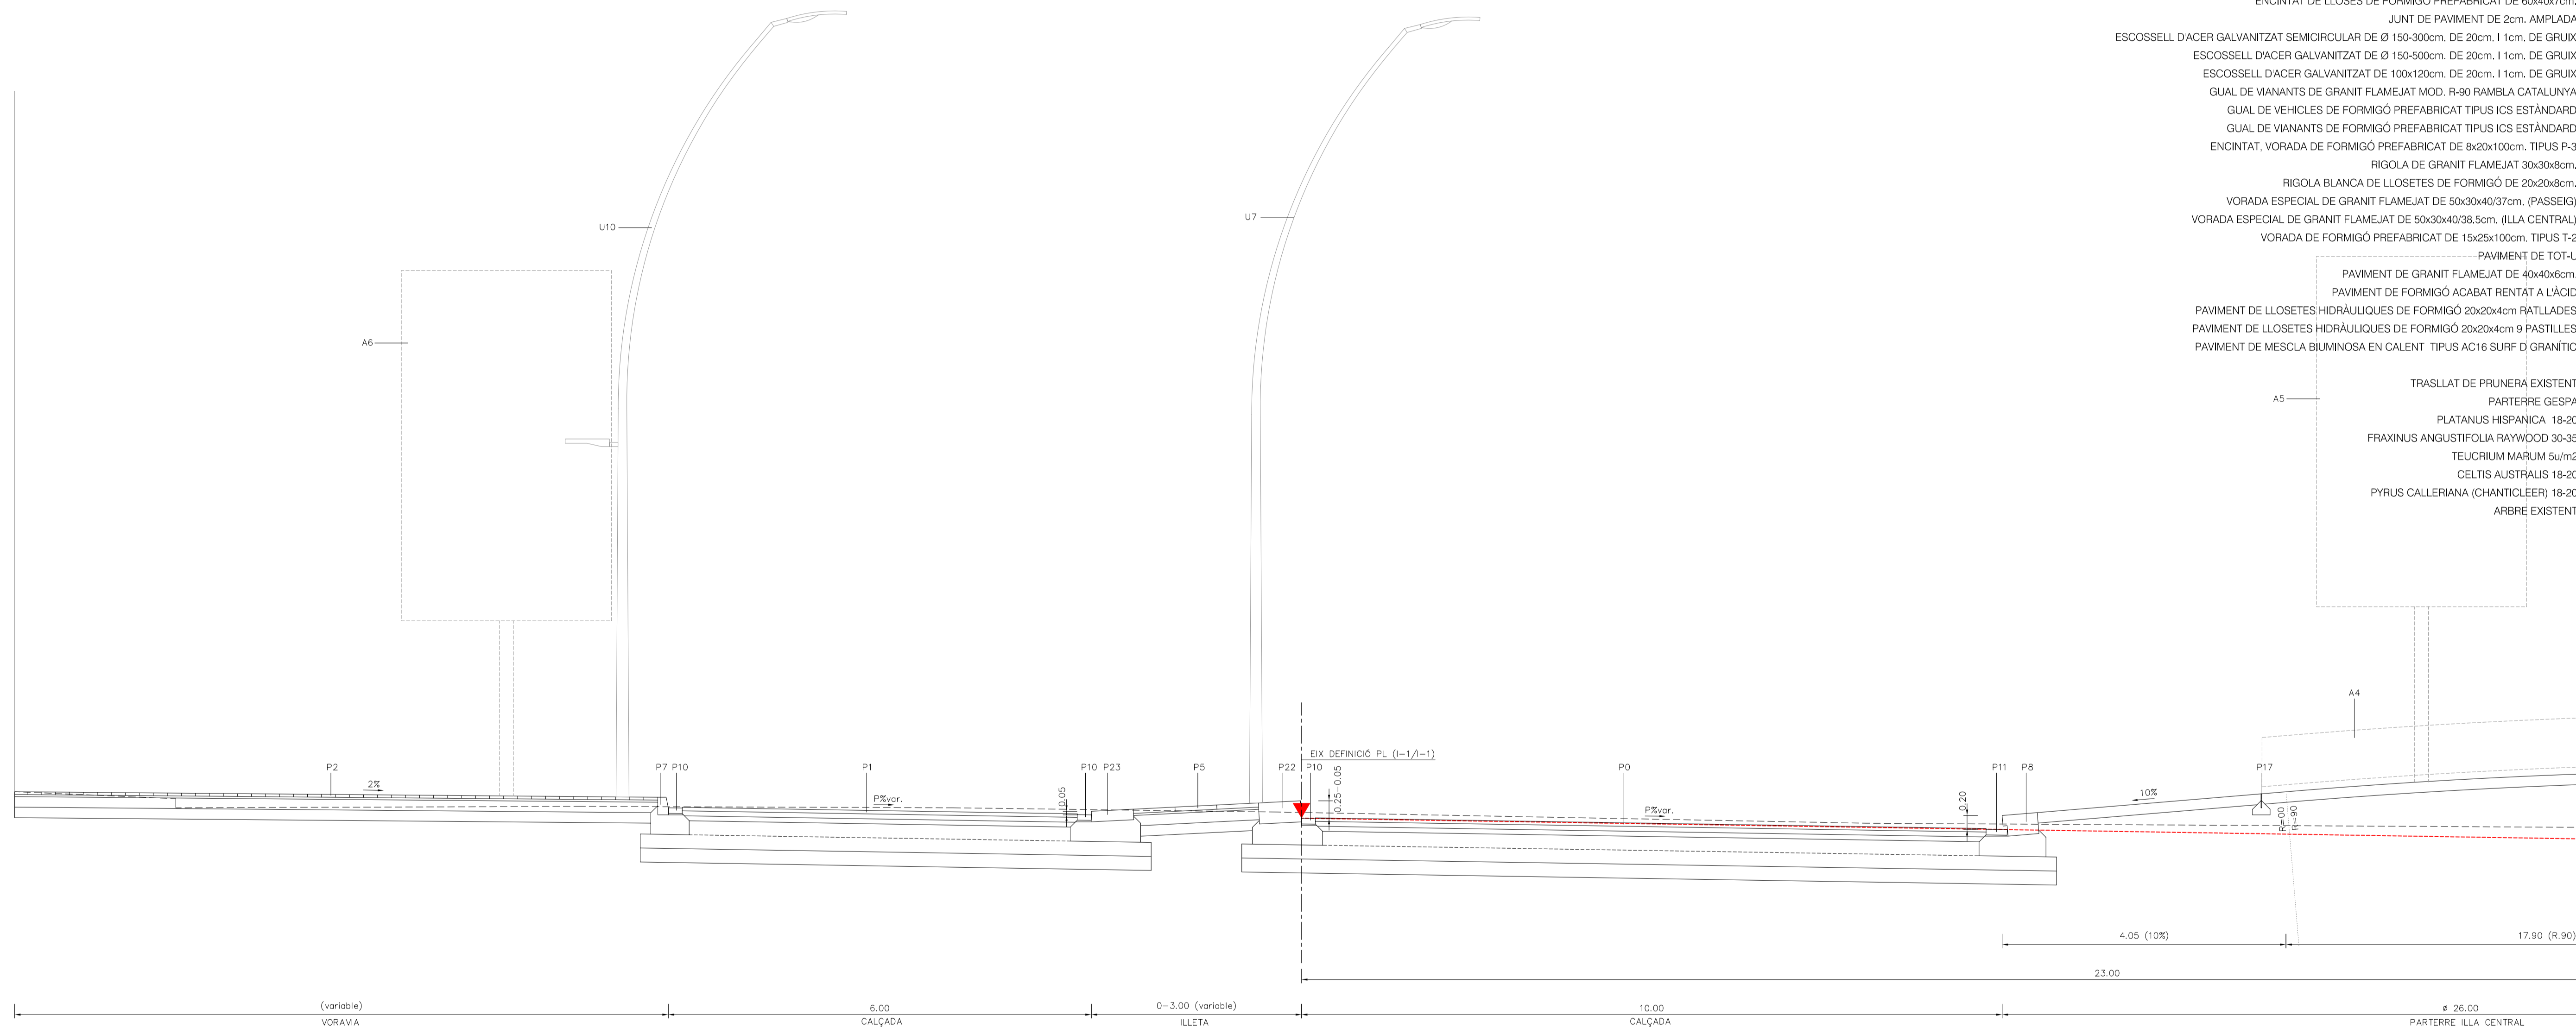 ENCINTAT DE LLOSES DE FORMIGÓ PREFABRICAT DE 60x40x7cm.
JUNT DE PAVIMENT DE 2cm. AMPLADA
ESCOSSELL D'ACER GALVANITZAT SEMICIRCULAR DE Ø 150-300cm. DE 20cm. I 1cm. DE GRUIX
ESCOSSELL D'ACER GALVANITZAT DE Ø 150-500cm. DE 20cm. I 1cm. DE GRUIX
ESCOSSELL D'ACER GALVANITZAT DE 100x120cm. DE 20cm. I 1cm. DE GRUIX
GUAL DE VIANANTS DE GRANIT FLAMEJAT MOD. R-90 RAMBLA CATALUNYA
GUAL DE VEHICLES DE FORMIGÓ PREFABRICAT TIPUS ICS ESTÀNDARD
GUAL DE VIANANTS DE FORMIGÓ PREFABRICAT TIPUS ICS ESTÀNDARD
ENCINTAT, VORADA DE FORMIGÓ PREFABRICAT DE 8x20x100cm. TIPUS P-3
RIGOLA DE GRANIT FLAMEJAT 30x30x8cm.
RIGOLA BLANCA DE LLOSETES DE FORMIGÓ DE 20x20x8cm.
VORADA ESPECIAL DE GRANIT FLAMEJAT DE 50x30x40/37cm. (PASSEIG)
VORADA ESPECIAL DE GRANIT FLAMEJAT DE 50x30x40/38.5cm. (ILLA CENTRAL)
VORADA DE FORMIGÓ PREFABRICAT DE 15x25x100cm. TIPUS T-2
PAVIMENT DE TOT-U
PAVIMENT DE GRANIT FLAMEJAT DE 40x40x6cm.
PAVIMENT DE FORMIGÓ ACABAT RENTAT A L'ÀCID
PAVIMENT DE LLOSETES HIDRÀULIQUES DE FORMIGÓ 20x20x4cm RATLLADES
PAVIMENT DE LLOSETES HIDRÀULIQUES DE FORMIGÓ 20x20x4cm 9 PASTILLES
PAVIMENT DE MESCLA BIUMINOSA EN CALENT TIPUS AC16 SURF D GRANÍTIC
TRASLLAT DE PRUNERA EXISTENT
PARTERRE GESPA
PLATANUS HISPANICA 18-20
FRAXINUS ANGUSTIFOLIA RAYWOOD 30-35
TEUCRIUM MARUM 5u/m2
CELTIS AUSTRALIS 18-20
PYRUS CALLERIANA (CHANTICLEER) 18-20
ARBRE EXISTENT
U10
U7
A6
A5
A4
EIX DEFINICIÓ PL (I-1/I-1)
P2
P7 P10
P1
P10 P23
P5
P22
P10
P0
P11
P8
P17
2%
P%var.
0.05
0.25-0.05
P%var.
0.20
10%
R=00
R=90
4.05 (10%)
17.90 (R.90)
23.00
(variable)
VORAVIA
6.00
CALÇADA
0-3.00 (variable)
ILLETA
10.00
CALÇADA
ø 26.00
PARTERRE ILLA CENTRAL